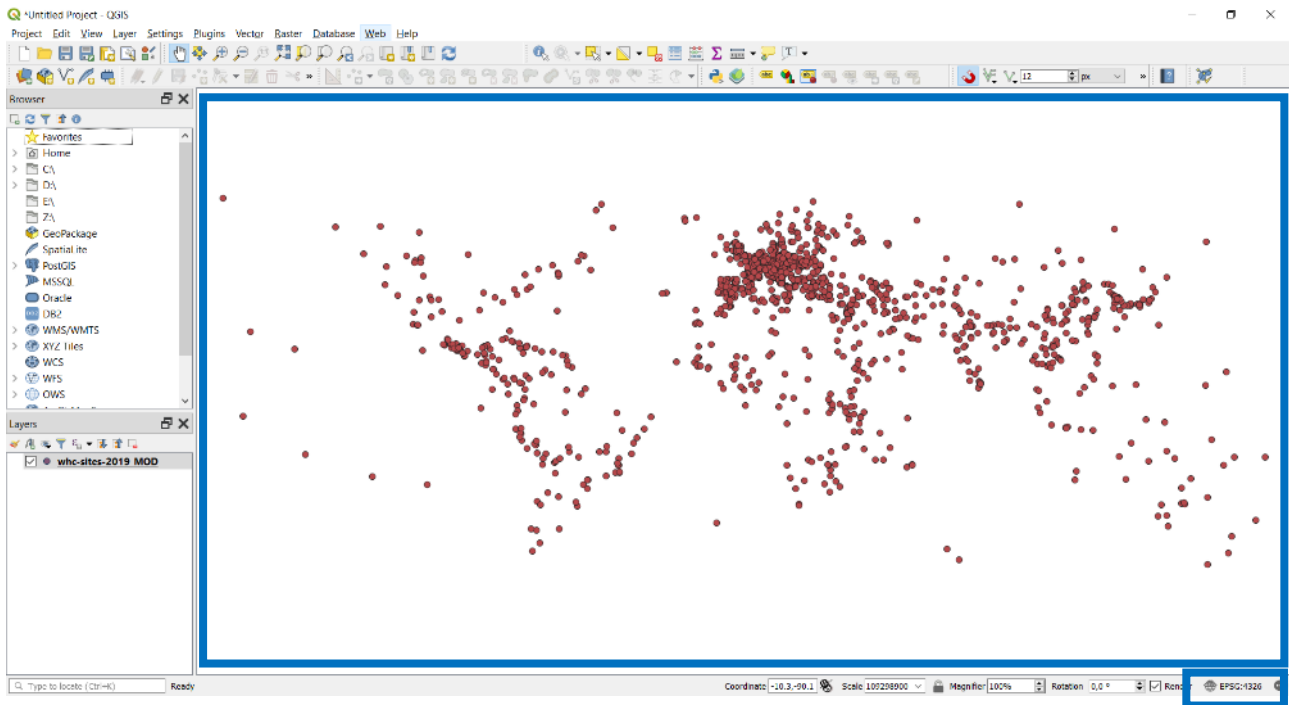 *Untitled Project - QGIS
Project Edit View Layer Settings Plugins Vector Raster Database Web Help
12 px
Browser
Favorites
Home
C:\
D:\
E:\
Z:\
GeoPackage
SpatiaLite
PostGIS
MSSQL
Oracle
DB2
WMS/WMTS
XYZ Tiles
WCS
WFS
OWS
Layers
whc-sites-2019 MOD
Type to locate (Ctrl+K) Ready Coordinate -10.3,-90.1 Scale 109298900 Magnifier 100% Rotation 0,0 ° EPSG:4326